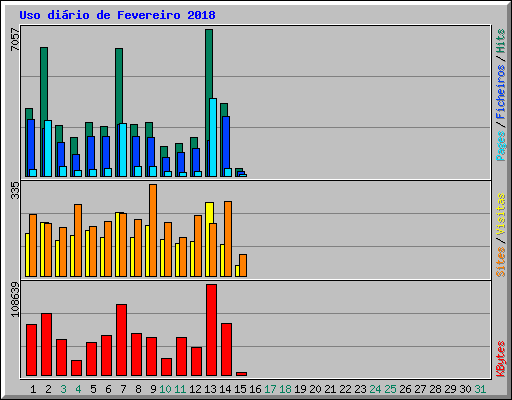 Uso diário de Fevereiro 2018
7057
Pages / Ficheiros / Hits
335
Sites / Visitas
108639
KBytes
1 2 3 4 5 6 7 8 9 10 11 12 13 14 15 16 17 18 19 20 21 22 23 24 25 26 27 28 29 30 31